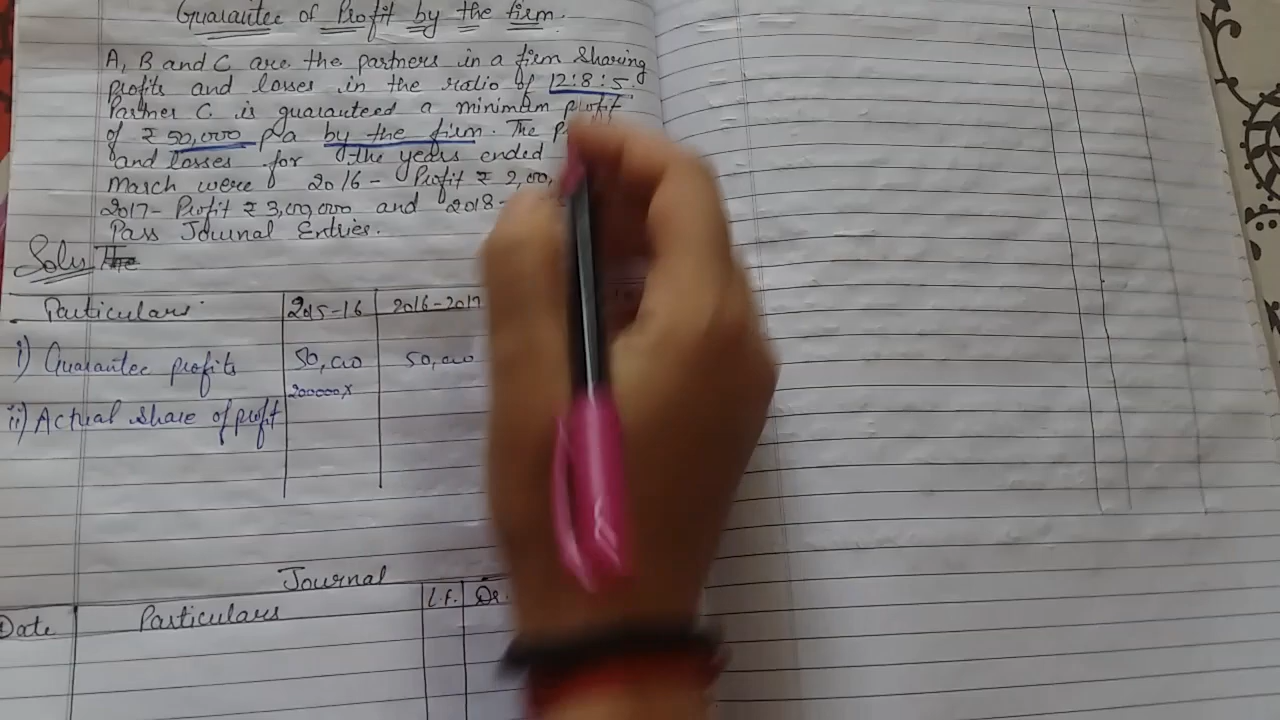 Guarantee of Profit by the firm.
A, B and C are the partners in a firm sharing
profits and losses in the ratio of 12:8:5.
Partner C is guaranteed a minimum profit
of ₹ 50,000 p.a by the firm. The
and losses for the years ended
March were 2016 - Profit ₹ 2,00,
2017 - Profit ₹ 3,00,000 and 2018 -
Pass Journal Entries.
Solu
Particulars 2015-16 2016-2017
i) Guarantee profits 50,000 50,000
200000x
ii) Actual share of profit
Journal
Date Particulars L.F. Dr.